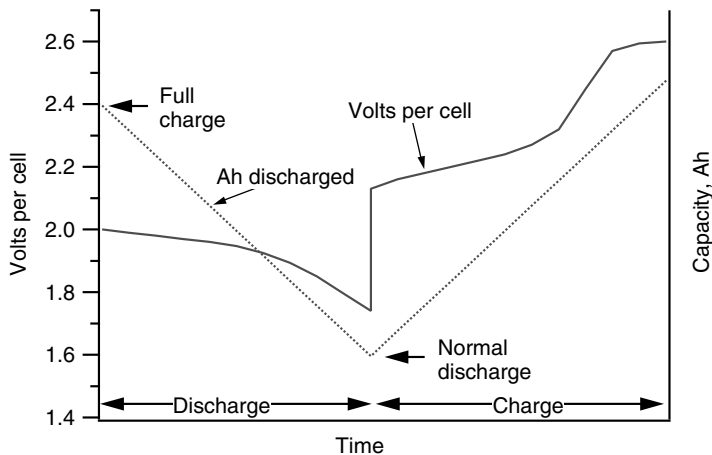 2.6
2.4
2.2
2.0
1.8
1.6
1.4
Volts per cell
Full
charge
Ah discharged
Volts per cell
Normal
discharge
Discharge
Charge
Time
Capacity, Ah